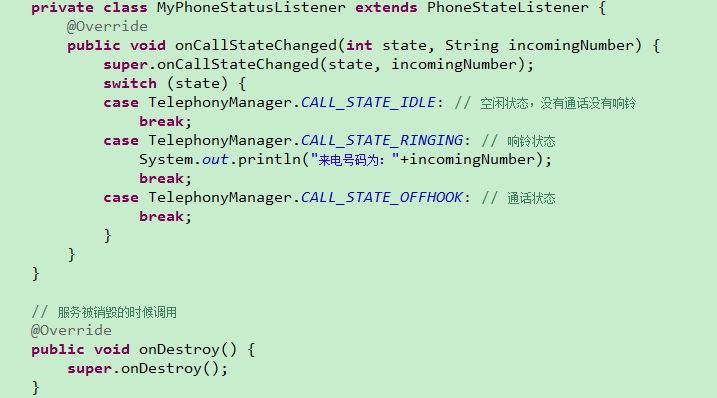 private class MyPhoneStatusListener extends PhoneStateListener {
@Override
public void onCallStateChanged(int state, String incomingNumber) {
super.onCallStateChanged(state, incomingNumber);
switch (state) {
case TelephonyManager.CALL_STATE_IDLE: // 空闲状态，没有通话没有响铃
break;
case TelephonyManager.CALL_STATE_RINGING: // 响铃状态
System.out.println("来电号码为："+incomingNumber);
break;
case TelephonyManager.CALL_STATE_OFFHOOK: // 通话状态
break;
}
}
}
// 服务被销毁的时候调用
@Override
public void onDestroy() {
super.onDestroy();
}